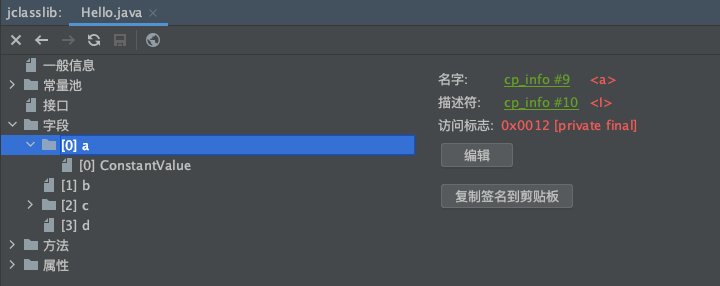 jclasslib: Hello.java ×
一般信息
常量池
接口
字段
[0] a
[0] ConstantValue
[1] b
[2] c
[3] d
方法
属性
名字: cp_info #9 <a>
描述符: cp_info #10 <I>
访问标志: 0x0012 [private final]
编辑
复制签名到剪贴板